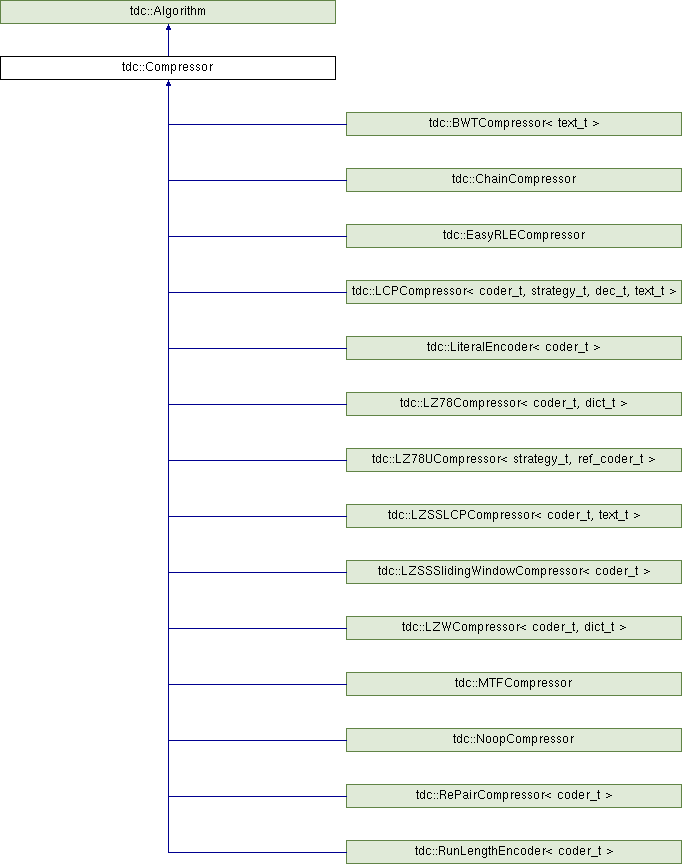 tdc::Algorithm
tdc::Compressor
tdc::BWTCompressor< text_t >
tdc::ChainCompressor
tdc::EasyRLECompressor
tdc::LCPCompressor< coder_t, strategy_t, dec_t, text_t >
tdc::LiteralEncoder< coder_t >
tdc::LZ78Compressor< coder_t, dict_t >
tdc::LZ78UCompressor< strategy_t, ref_coder_t >
tdc::LZSSLCPCompressor< coder_t, text_t >
tdc::LZSSSlidingWindowCompressor< coder_t >
tdc::LZWCompressor< coder_t, dict_t >
tdc::MTFCompressor
tdc::NoopCompressor
tdc::RePairCompressor< coder_t >
tdc::RunLengthEncoder< coder_t >